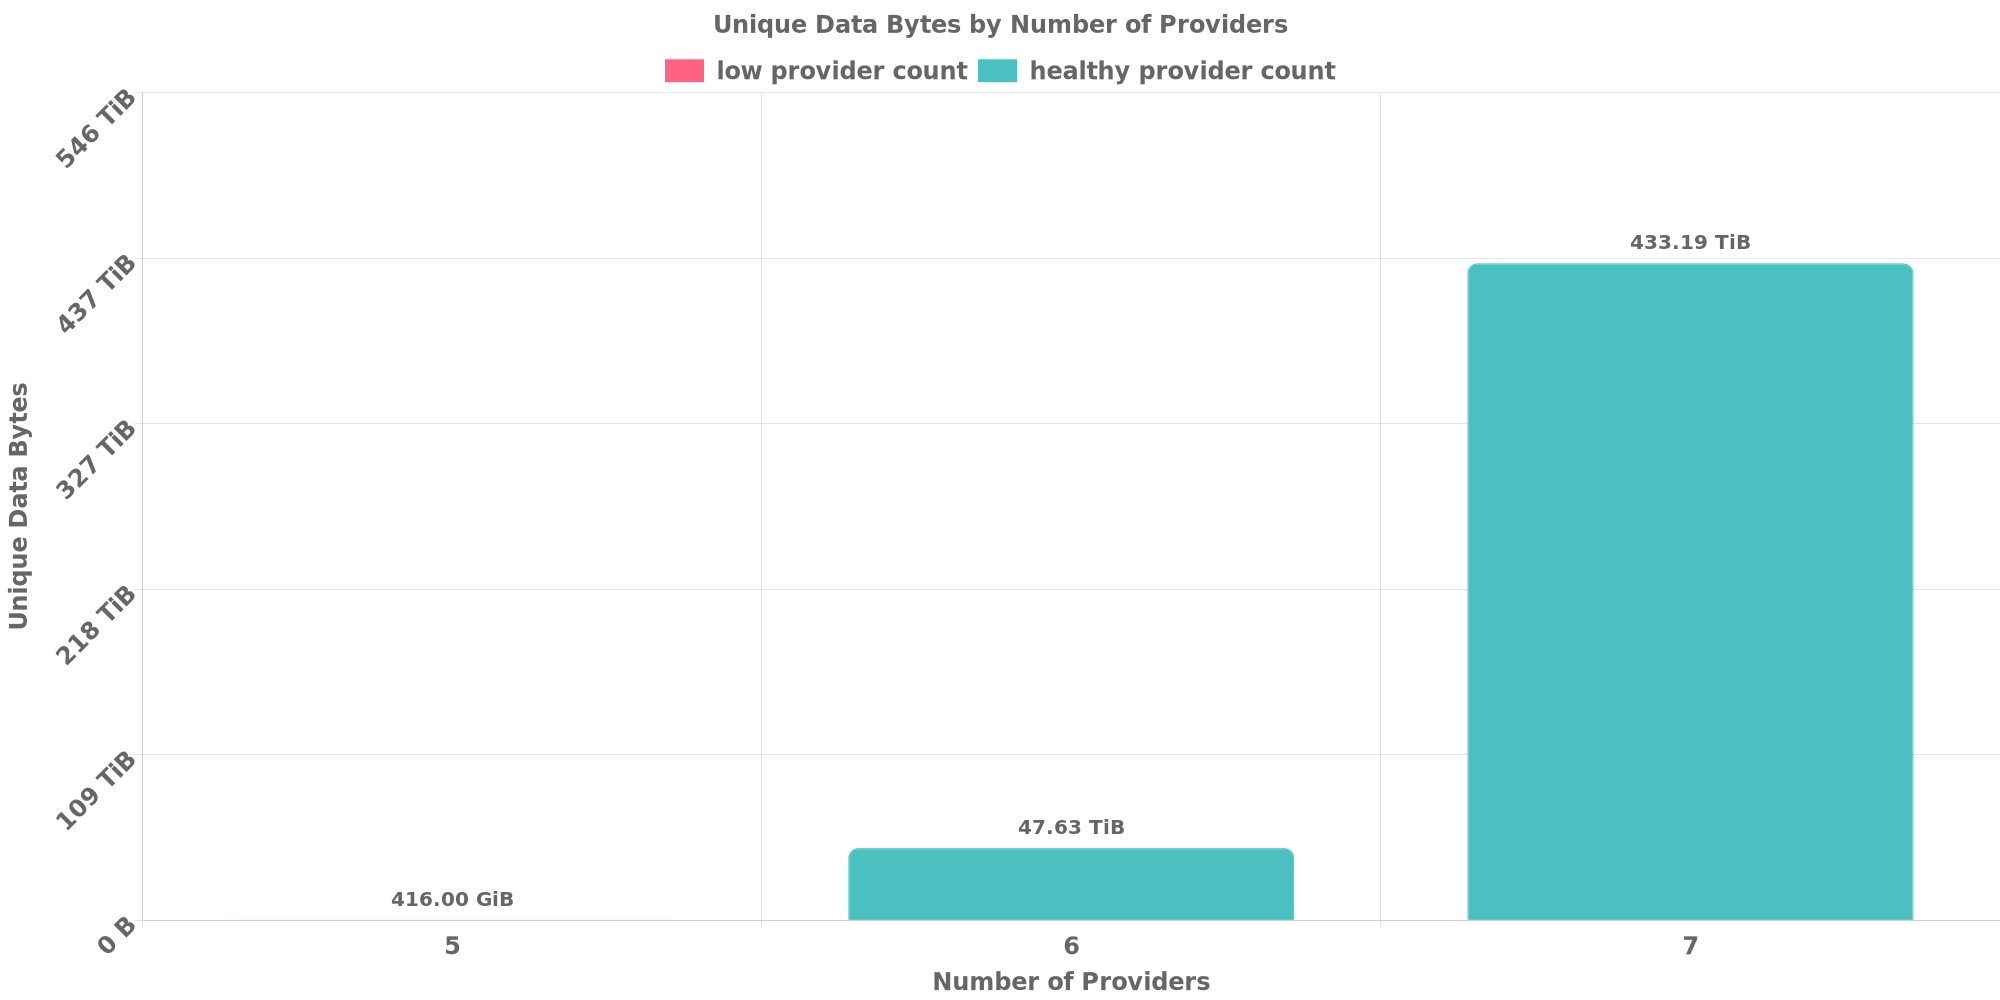 Unique Data Bytes by Number of Providers
low provider count healthy provider count
546 TiB
437 TiB
327 TiB
218 TiB
109 TiB
0 B
Unique Data Bytes
416.00 GiB
47.63 TiB
433.19 TiB
5 6 7
Number of Providers